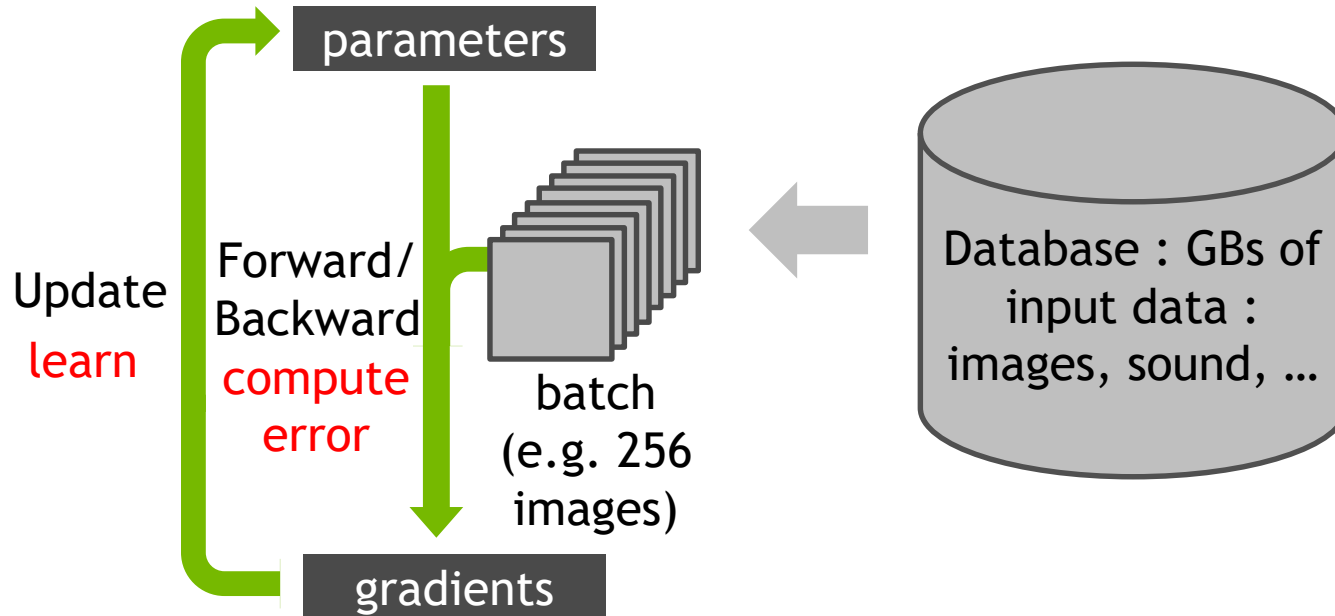 parameters
Update
learn
Forward/
Backward
compute
error
batch
(e.g. 256
images)
Database : GBs of
input data :
images, sound, …
gradients